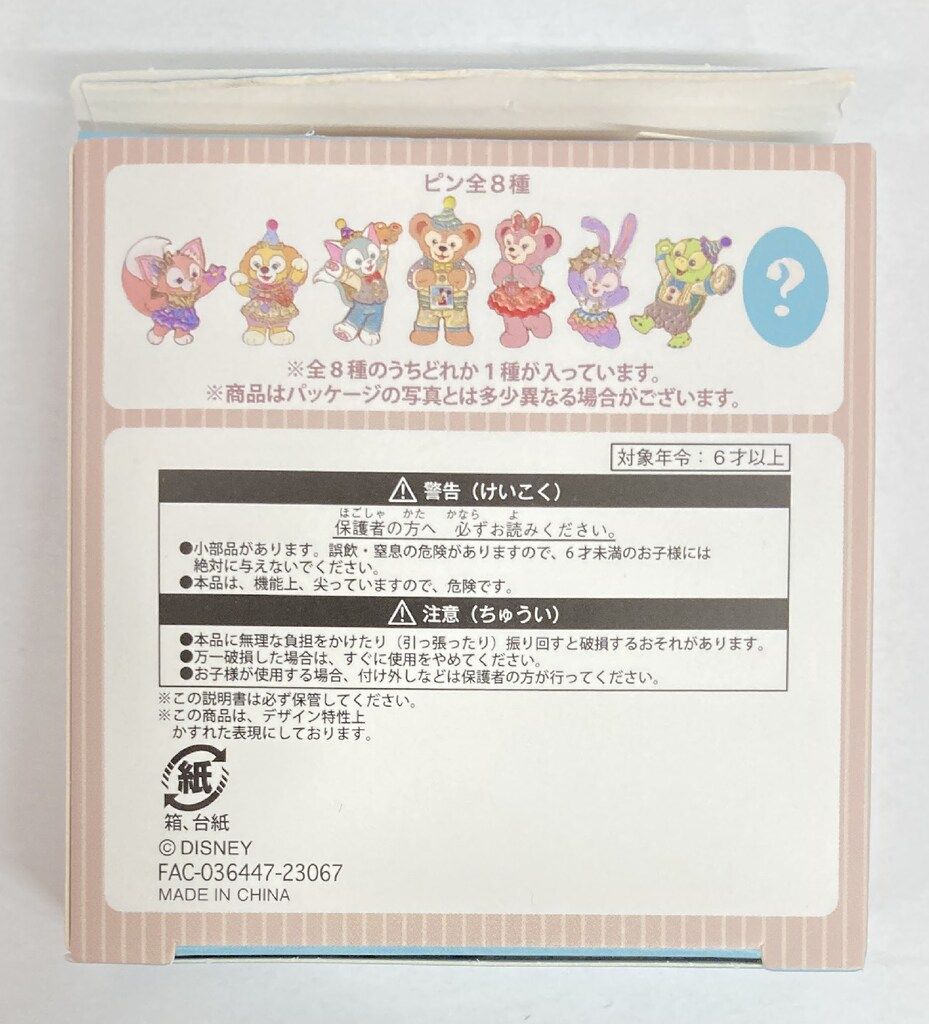 ピン全8種
?
※全8種のうちどれか1種が入っています。
※商品はパッケージの写真とは多少異なる場合がございます。
対象年令：6才以上
⚠ 警告（けいこく）
ほごしゃ かた かなら よ
保護者の方へ 必ずお読みください。
●小部品があります。誤飲・窒息の危険がありますので、6才未満のお子様には
絶対に与えないでください。
●本品は、機能上、尖っていますので、危険です。
⚠ 注意（ちゅうい）
●本品に無理な負担をかけたり（引っ張ったり）振り回すと破損するおそれがあります。
●万一破損した場合は、すぐに使用をやめてください。
●お子様が使用する場合、付け外しなどは保護者の方が行ってください。
※この説明書は必ず保管してください。
※この商品は、デザイン特性上
かすれた表現にしております。
紙
箱、台紙
© DISNEY
FAC-036447-23067
MADE IN CHINA